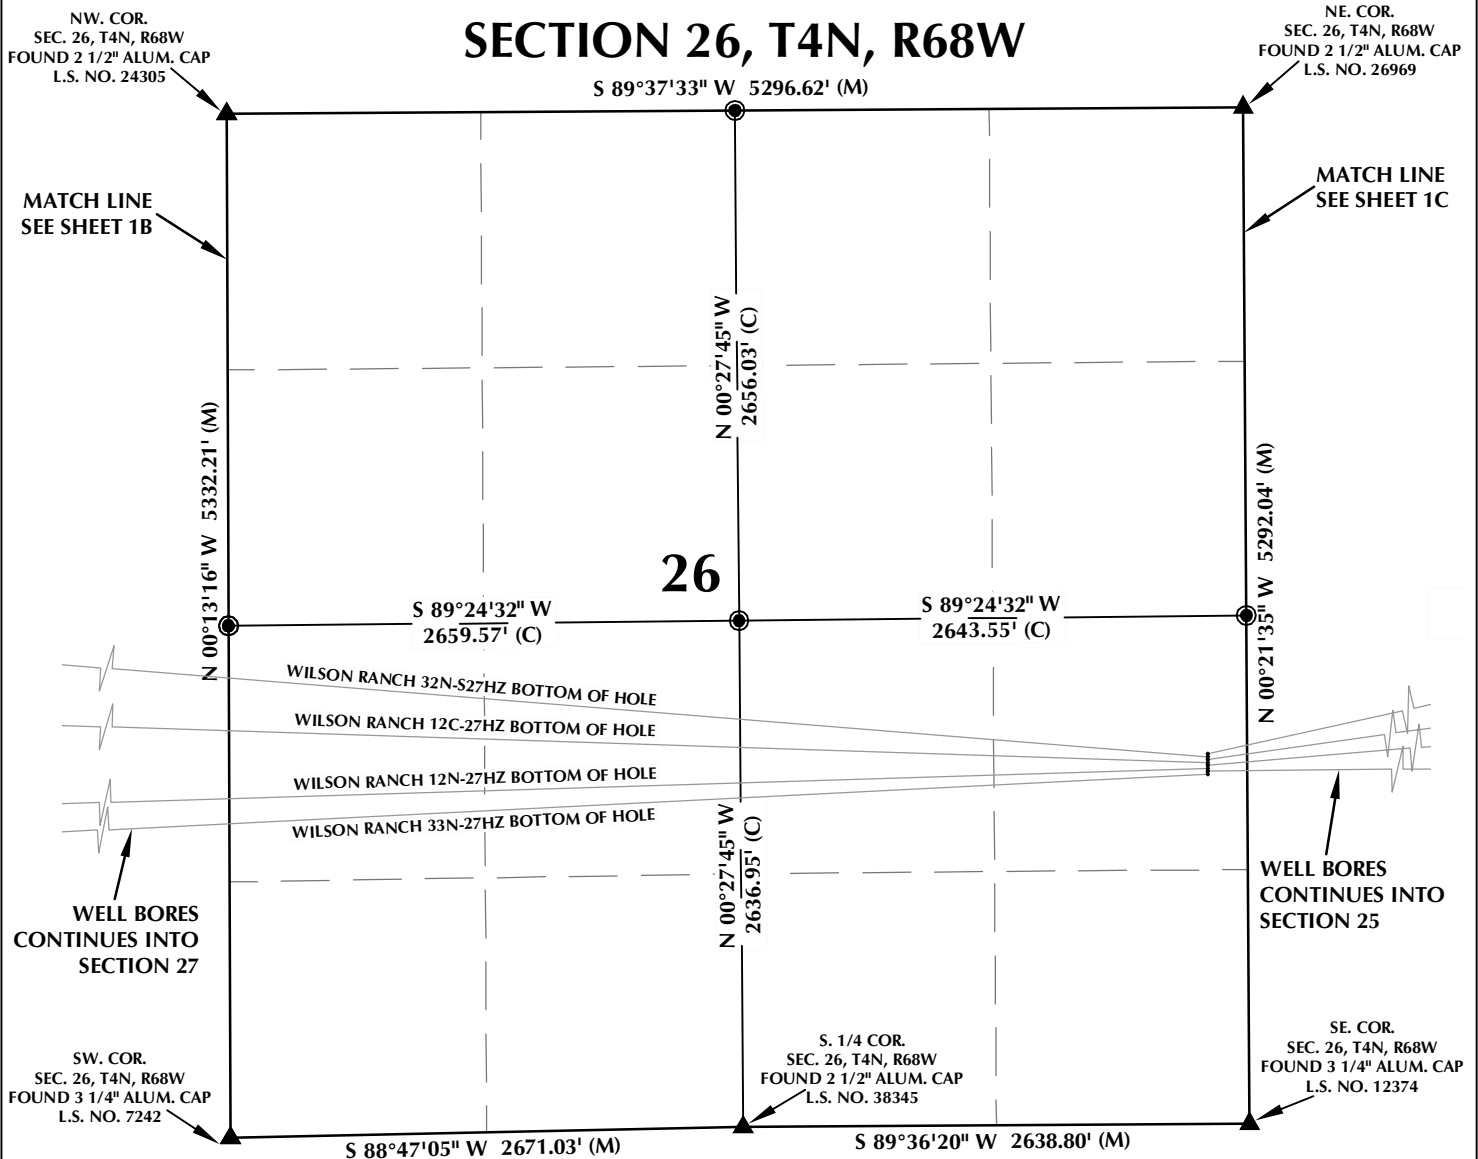 SECTION 26, T4N, R68W
NW. COR.
SEC. 26, T4N, R68W
FOUND 2 1/2" ALUM. CAP
L.S. NO. 24305
NE. COR.
SEC. 26, T4N, R68W
FOUND 2 1/2" ALUM. CAP
L.S. NO. 26969
S 89°37'33" W 5296.62' (M)
MATCH LINE
SEE SHEET 1B
MATCH LINE
SEE SHEET 1C
N 00°27'45" W
2656.03' (C)
N 00°13'16" W 5332.21' (M)
N 00°21'35" W 5292.04' (M)
26
S 89°24'32" W
2659.57' (C)
S 89°24'32" W
2643.55' (C)
WILSON RANCH 32N-S27HZ BOTTOM OF HOLE
WILSON RANCH 12C-27HZ BOTTOM OF HOLE
WILSON RANCH 12N-27HZ BOTTOM OF HOLE
WILSON RANCH 33N-27HZ BOTTOM OF HOLE
N 00°27'45" W
2636.95' (C)
WELL BORES
CONTINUES INTO
SECTION 27
WELL BORES
CONTINUES INTO
SECTION 25
SW. COR.
SEC. 26, T4N, R68W
FOUND 3 1/4" ALUM. CAP
L.S. NO. 7242
S. 1/4 COR.
SEC. 26, T4N, R68W
FOUND 2 1/2" ALUM. CAP
L.S. NO. 38345
SE. COR.
SEC. 26, T4N, R68W
FOUND 3 1/4" ALUM. CAP
L.S. NO. 12374
S 88°47'05" W 2671.03' (M)
S 89°36'20" W 2638.80' (M)